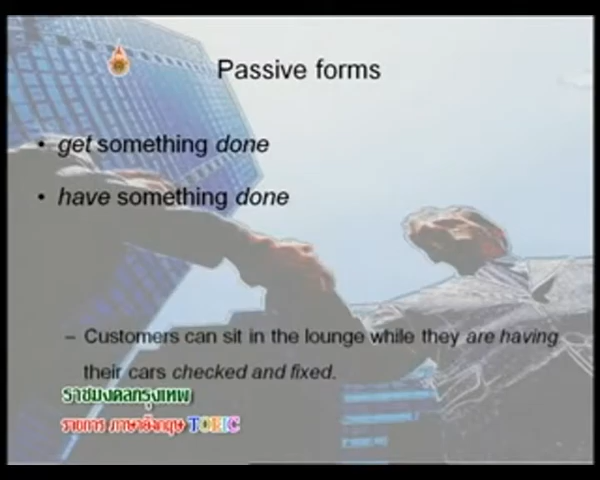 Passive forms
• get something done
• have something done
– Customers can sit in the lounge while they are having
their cars checked and fixed.
ราชมงคลกรุงเทพ
รายการ ภาษาอังกฤษ TOEIC